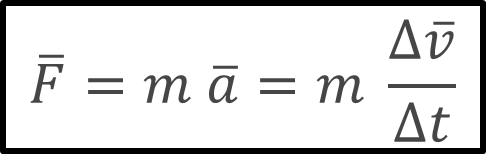 F̿ = m a̅ = m Δv̅ / Δt